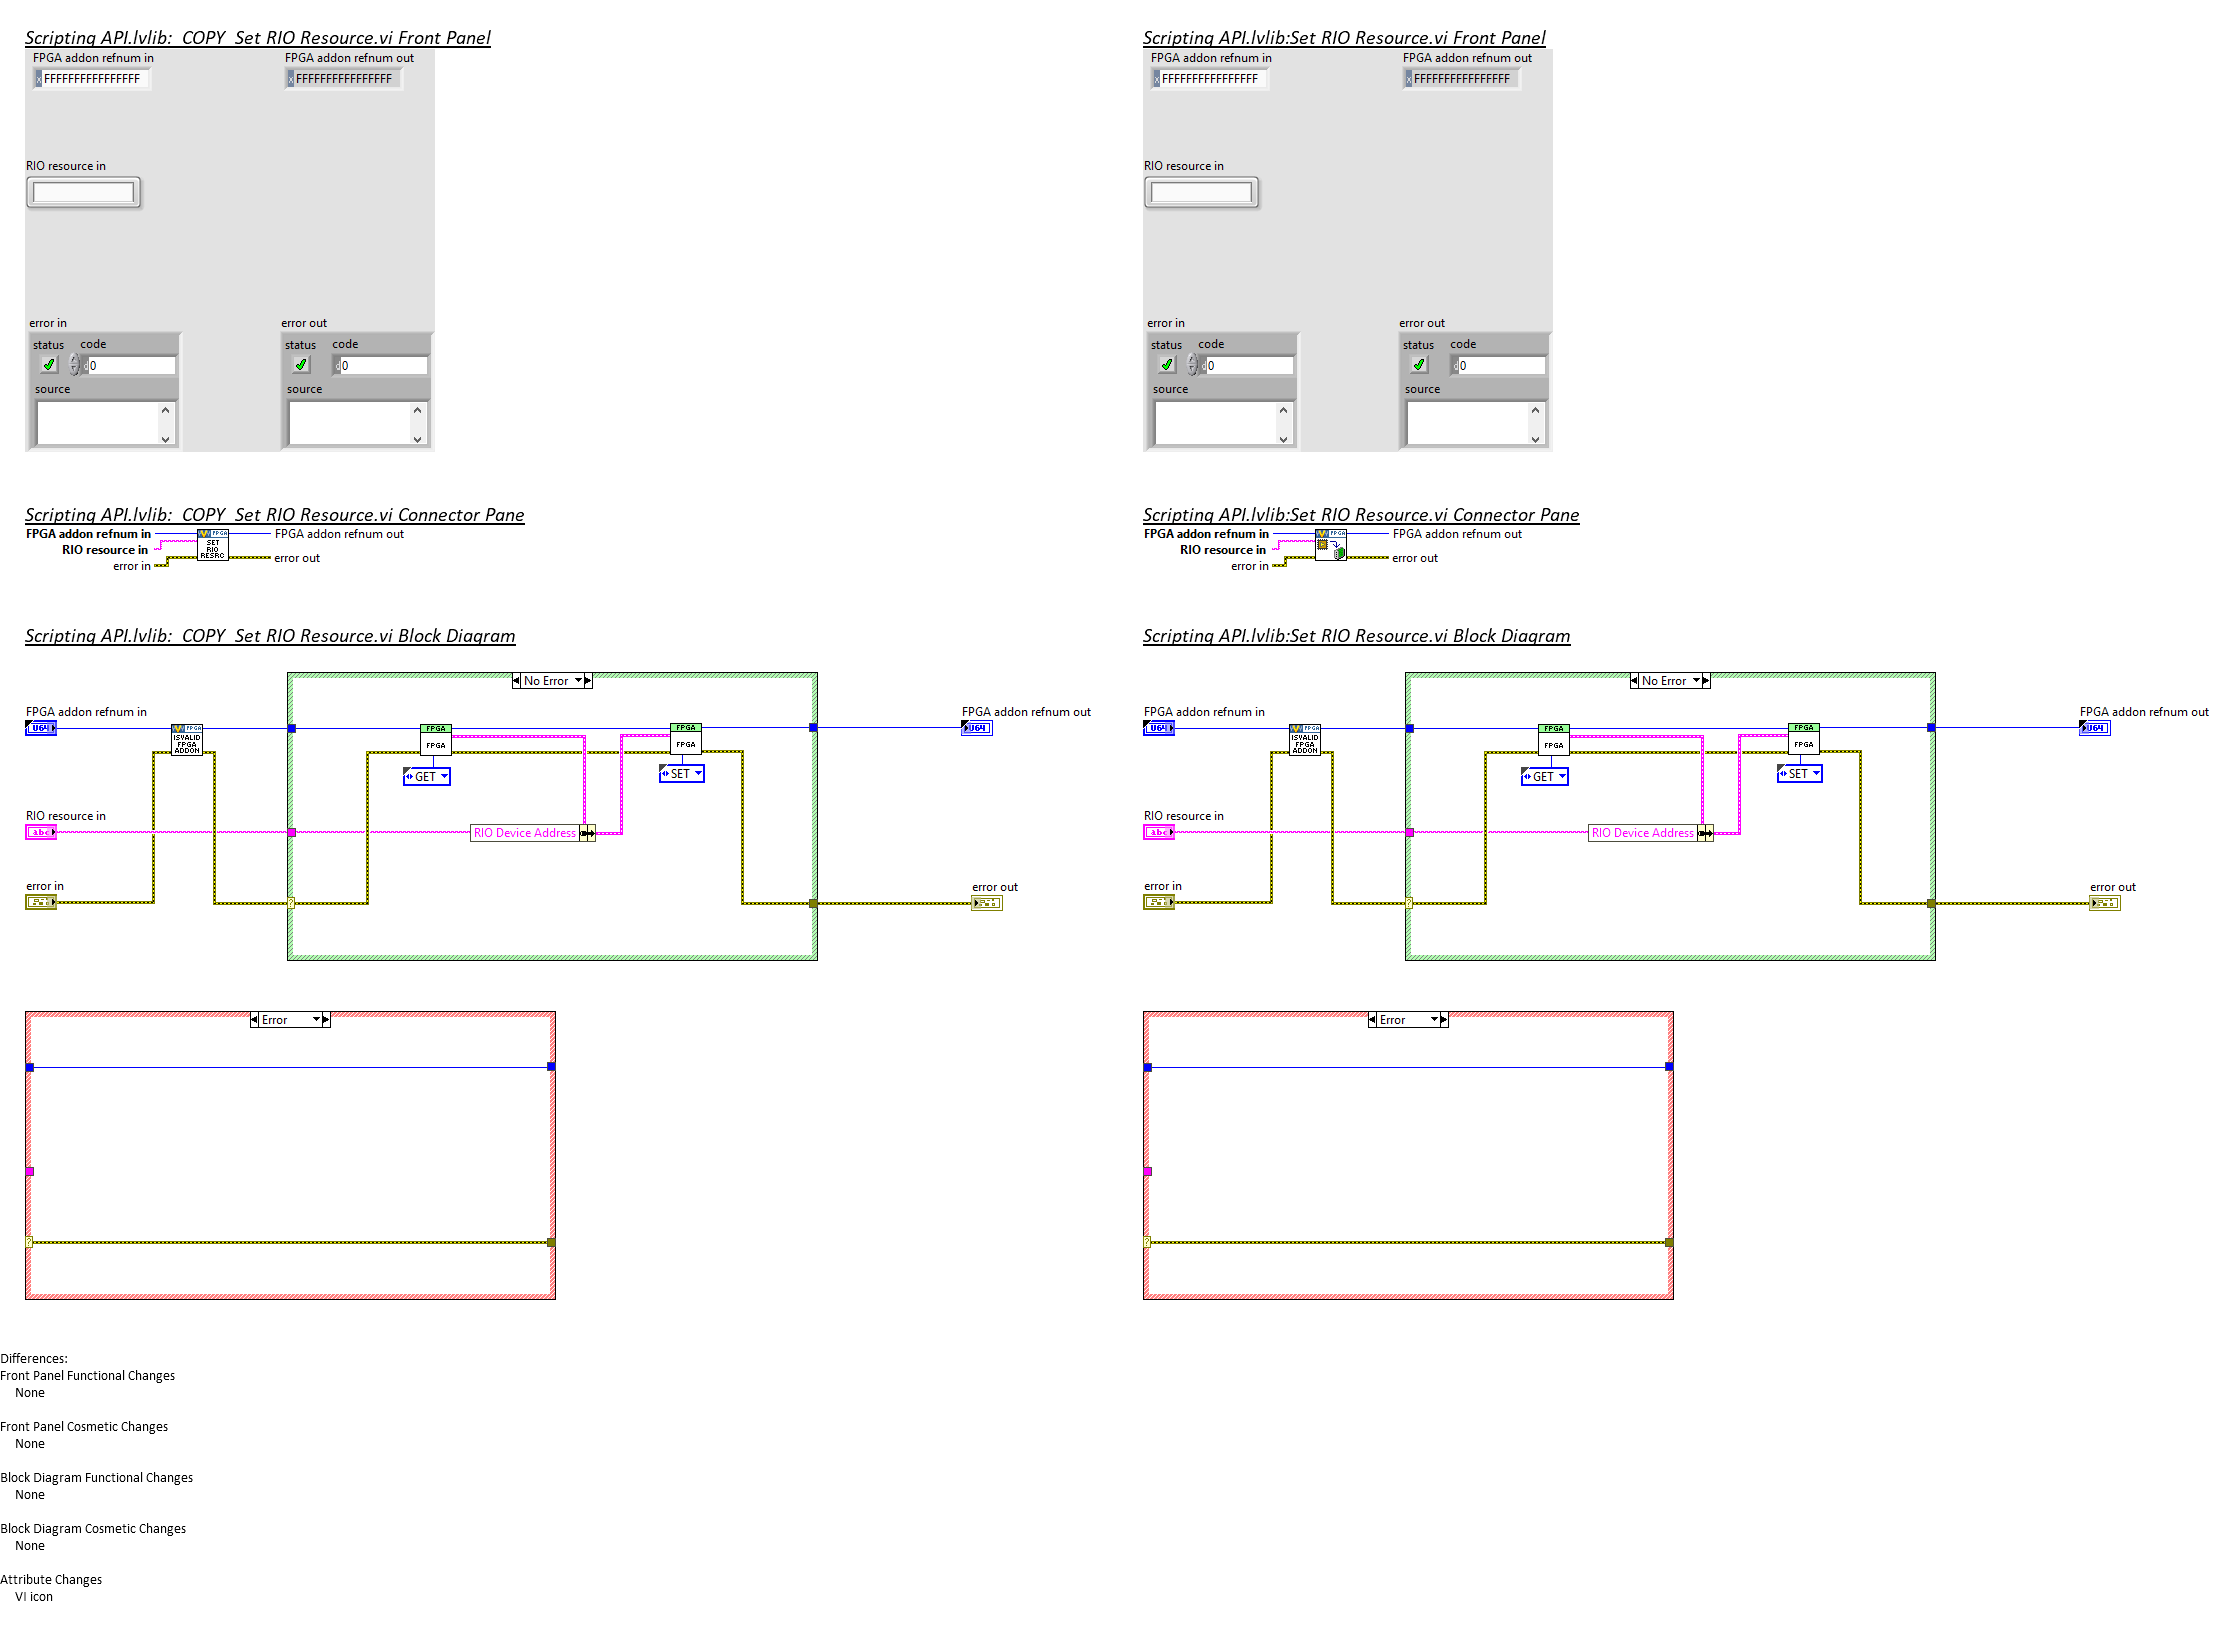 Scripting API.lvlib:_COPY_Set RIO Resource.vi Front Panel
FPGA addon refnum in
FPGA addon refnum out
x FFFFFFFFFFFFFFFF
x FFFFFFFFFFFFFFFF
RIO resource in
error in
error out
status code
status code
d 0
d 0
source
source
Scripting API.lvlib:Set RIO Resource.vi Front Panel
FPGA addon refnum in
FPGA addon refnum out
x FFFFFFFFFFFFFFFF
x FFFFFFFFFFFFFFFF
RIO resource in
error in
error out
status code
status code
d 0
d 0
source
source
Scripting API.lvlib:_COPY_Set RIO Resource.vi Connector Pane
FPGA addon refnum in
RIO resource in
error in
FPGA
SET
RIO
RESRC
FPGA addon refnum out
error out
Scripting API.lvlib:Set RIO Resource.vi Connector Pane
FPGA addon refnum in
RIO resource in
error in
FPGA
FPGA addon refnum out
error out
Scripting API.lvlib:_COPY_Set RIO Resource.vi Block Diagram
No Error
FPGA addon refnum in
U64
FPGA
ISVALID
FPGA
ADDON
FPGA
FPGA
GET
FPGA
FPGA
SET
FPGA addon refnum out
U64
RIO resource in
abc
RIO Device Address
error in
?
error out
Error
?
Scripting API.lvlib:Set RIO Resource.vi Block Diagram
No Error
FPGA addon refnum in
U64
FPGA
ISVALID
FPGA
ADDON
FPGA
FPGA
GET
FPGA
FPGA
SET
FPGA addon refnum out
U64
RIO resource in
abc
RIO Device Address
error in
?
error out
Error
?
Differences:
Front Panel Functional Changes
None
Front Panel Cosmetic Changes
None
Block Diagram Functional Changes
None
Block Diagram Cosmetic Changes
None
Attribute Changes
VI icon